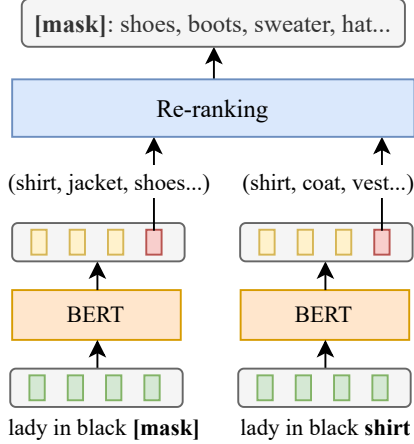 [mask]: shoes, boots, sweater, hat...
Re-ranking
(shirt, jacket, shoes...) (shirt, coat, vest...)
BERT BERT
lady in black [mask] lady in black shirt